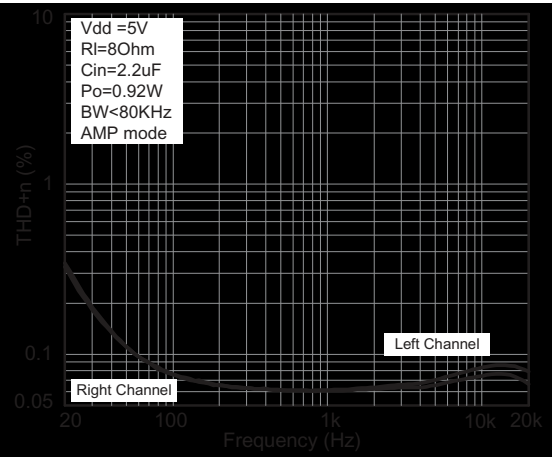 10
Vdd =5V
Rl=8Ohm
Cin=2.2uF
Po=0.92W
BW<80KHz
AMP mode
THD+n (%)
1
0.1
0.05
Left Channel
Right Channel
20 100 1k 10k 20k
Frequency (Hz)